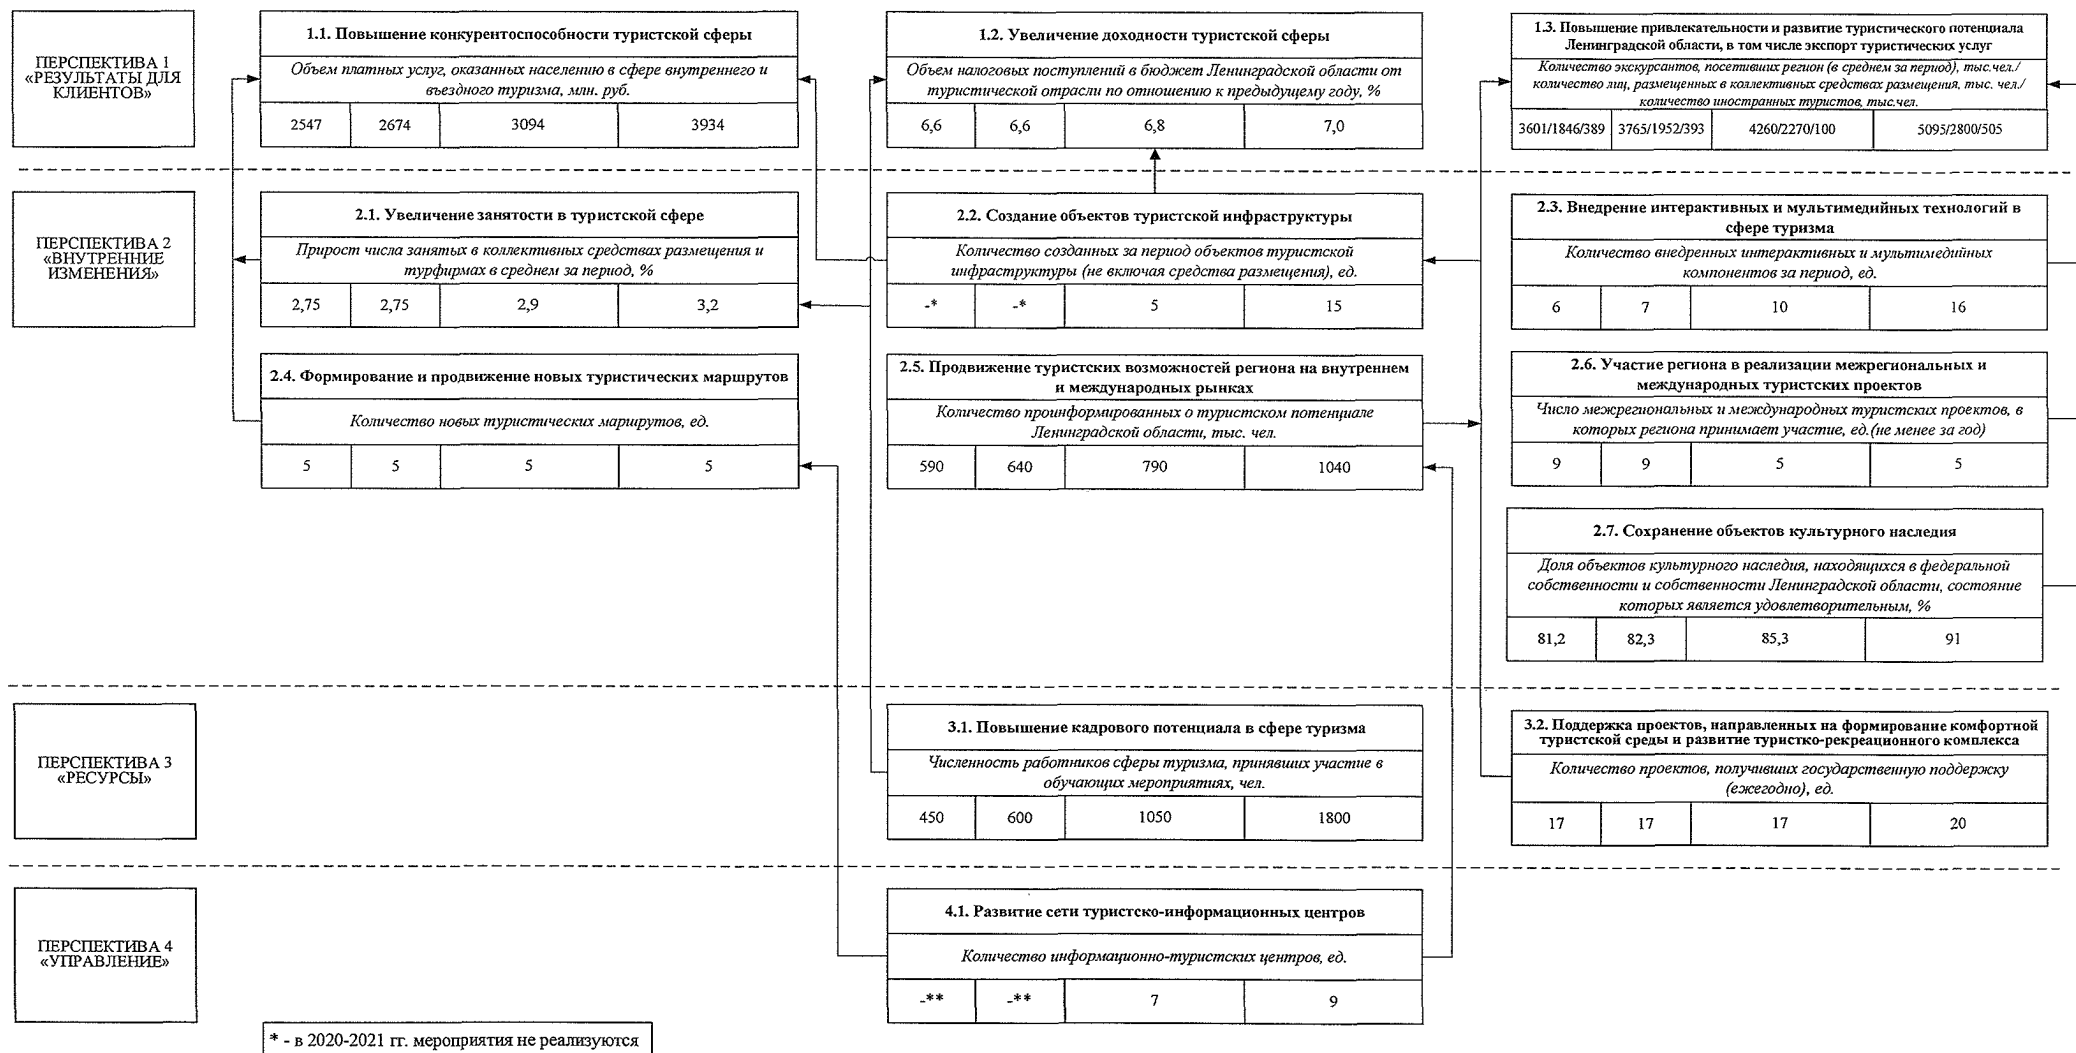 ПЕРСПЕКТИВА 1
«РЕЗУЛЬТАТЫ ДЛЯ
КЛИЕНТОВ»
1.1. Повышение конкурентоспособности туристской сферы
Объем платных услуг, оказанных населению в сфере внутреннего и
въездного туризма, млн. руб.
2547 2674 3094 3934
1.2. Увеличение доходности туристской сферы
Объем налоговых поступлений в бюджет Ленинградской области от
туристической отрасли по отношению к предыдущему году, %
6,6 6,6 6,8 7,0
1.3. Повышение привлекательности и развитие туристического потенциала
Ленинградской области, в том числе экспорт туристических услуг
Количество экскурсантов, посетивших регион (в среднем за период), тыс.чел./
количество лиц, размещенных в коллективных средствах размещения, тыс. чел./
количество иностранных туристов, тыс.чел.
3601/1846/389 3765/1952/393 4260/2270/100 5095/2800/505
ПЕРСПЕКТИВА 2
«ВНУТРЕННИЕ
ИЗМЕНЕНИЯ»
2.1. Увеличение занятости в туристской сфере
Прирост числа занятых в коллективных средствах размещения и
турфирмах в среднем за период, %
2,75 2,75 2,9 3,2
2.2. Создание объектов туристской инфраструктуры
Количество созданных за период объектов туристской
инфраструктуры (не включая средства размещения), ед.
-* -* 5 15
2.3. Внедрение интерактивных и мультимедийных технологий в
сфере туризма
Количество внедренных интерактивных и мультимедийных
компонентов за период, ед.
6 7 10 16
2.4. Формирование и продвижение новых туристических маршрутов
Количество новых туристических маршрутов, ед.
5 5 5 5
2.5. Продвижение туристских возможностей региона на внутреннем
и международных рынках
Количество проинформированных о туристском потенциале
Ленинградской области, тыс. чел.
590 640 790 1040
2.6. Участие региона в реализации межрегиональных и
международных туристских проектов
Число межрегиональных и международных туристских проектов, в
которых региона принимает участие, ед.(не менее за год)
9 9 5 5
2.7. Сохранение объектов культурного наследия
Доля объектов культурного наследия, находящихся в федеральной
собственности и собственности Ленинградской области, состояние
которых является удовлетворительным, %
81,2 82,3 85,3 91
ПЕРСПЕКТИВА 3
«РЕСУРСЫ»
3.1. Повышение кадрового потенциала в сфере туризма
Численность работников сферы туризма, принявших участие в
обучающих мероприятиях, чел.
450 600 1050 1800
3.2. Поддержка проектов, направленных на формирование комфортной
туристской среды и развитие туристко-рекреационного комплекса
Количество проектов, получивших государственную поддержку
(ежегодно), ед.
17 17 17 20
ПЕРСПЕКТИВА 4
«УПРАВЛЕНИЕ»
4.1. Развитие сети туристско-информационных центров
Количество информационно-туристских центров, ед.
-** -** 7 9
* - в 2020-2021 гг. мероприятия не реализуются